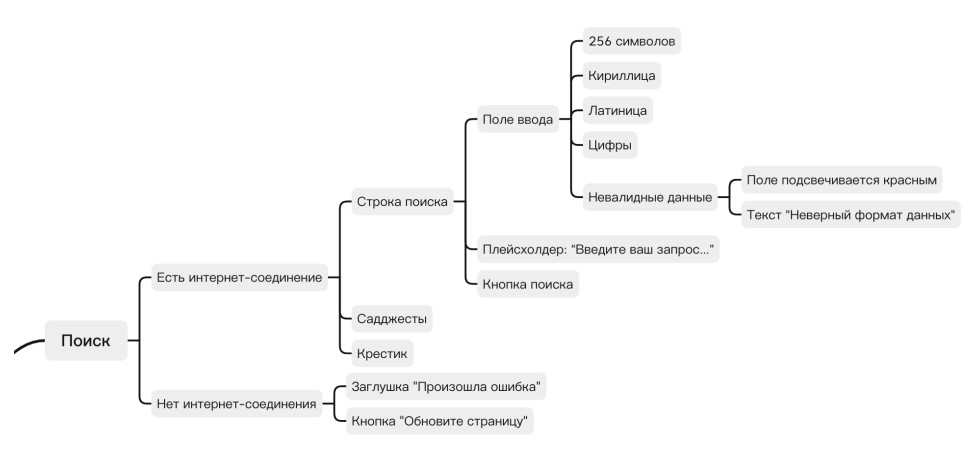 256 символов
Кириллица
Латиница
Поле ввода
Цифры
Поле подсвечивается красным
Невалидные данные
Строка поиска
Текст "Неверный формат данных"
Плейсхолдер: "Введите ваш запрос..."
Есть интернет-соединение
Кнопка поиска
Садджесты
Поиск
Крестик
Заглушка "Произошла ошибка"
Нет интернет-соединения
Кнопка "Обновите страницу"